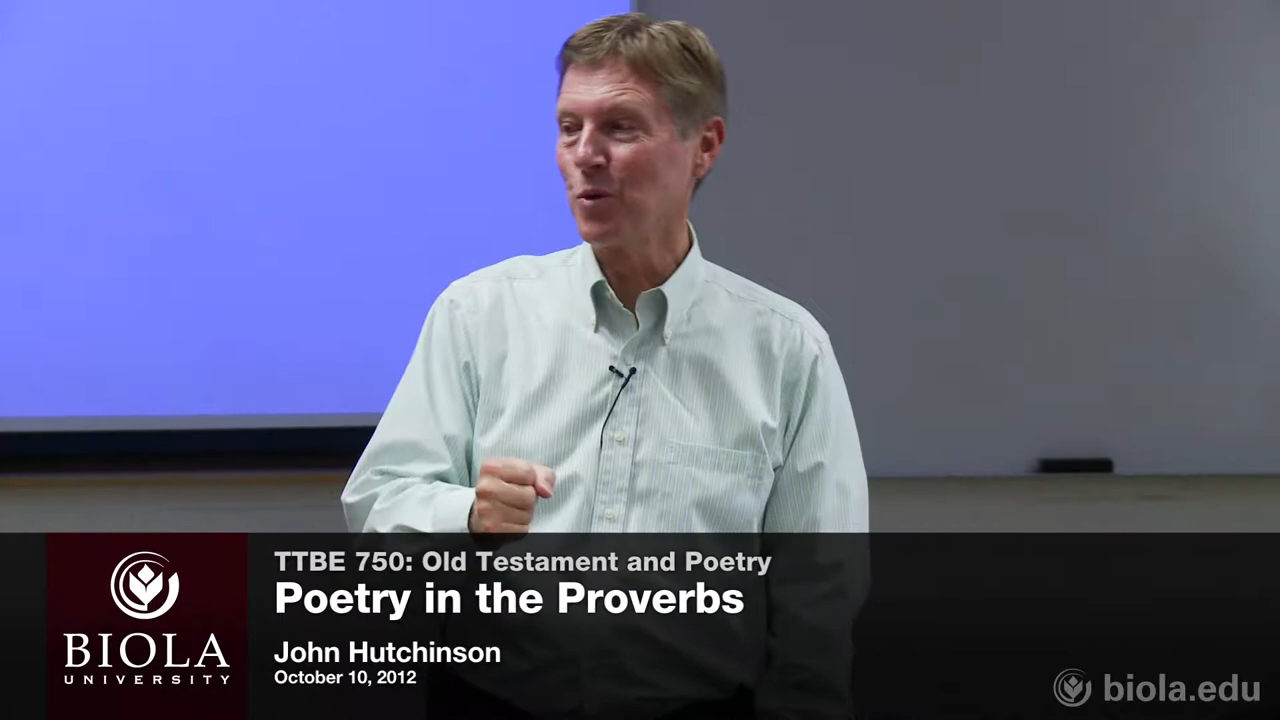 TTBE 750: Old Testament and Poetry
Poetry in the Proverbs
John Hutchinson
October 10, 2012
BIOLA
UNIVERSITY
biola.edu